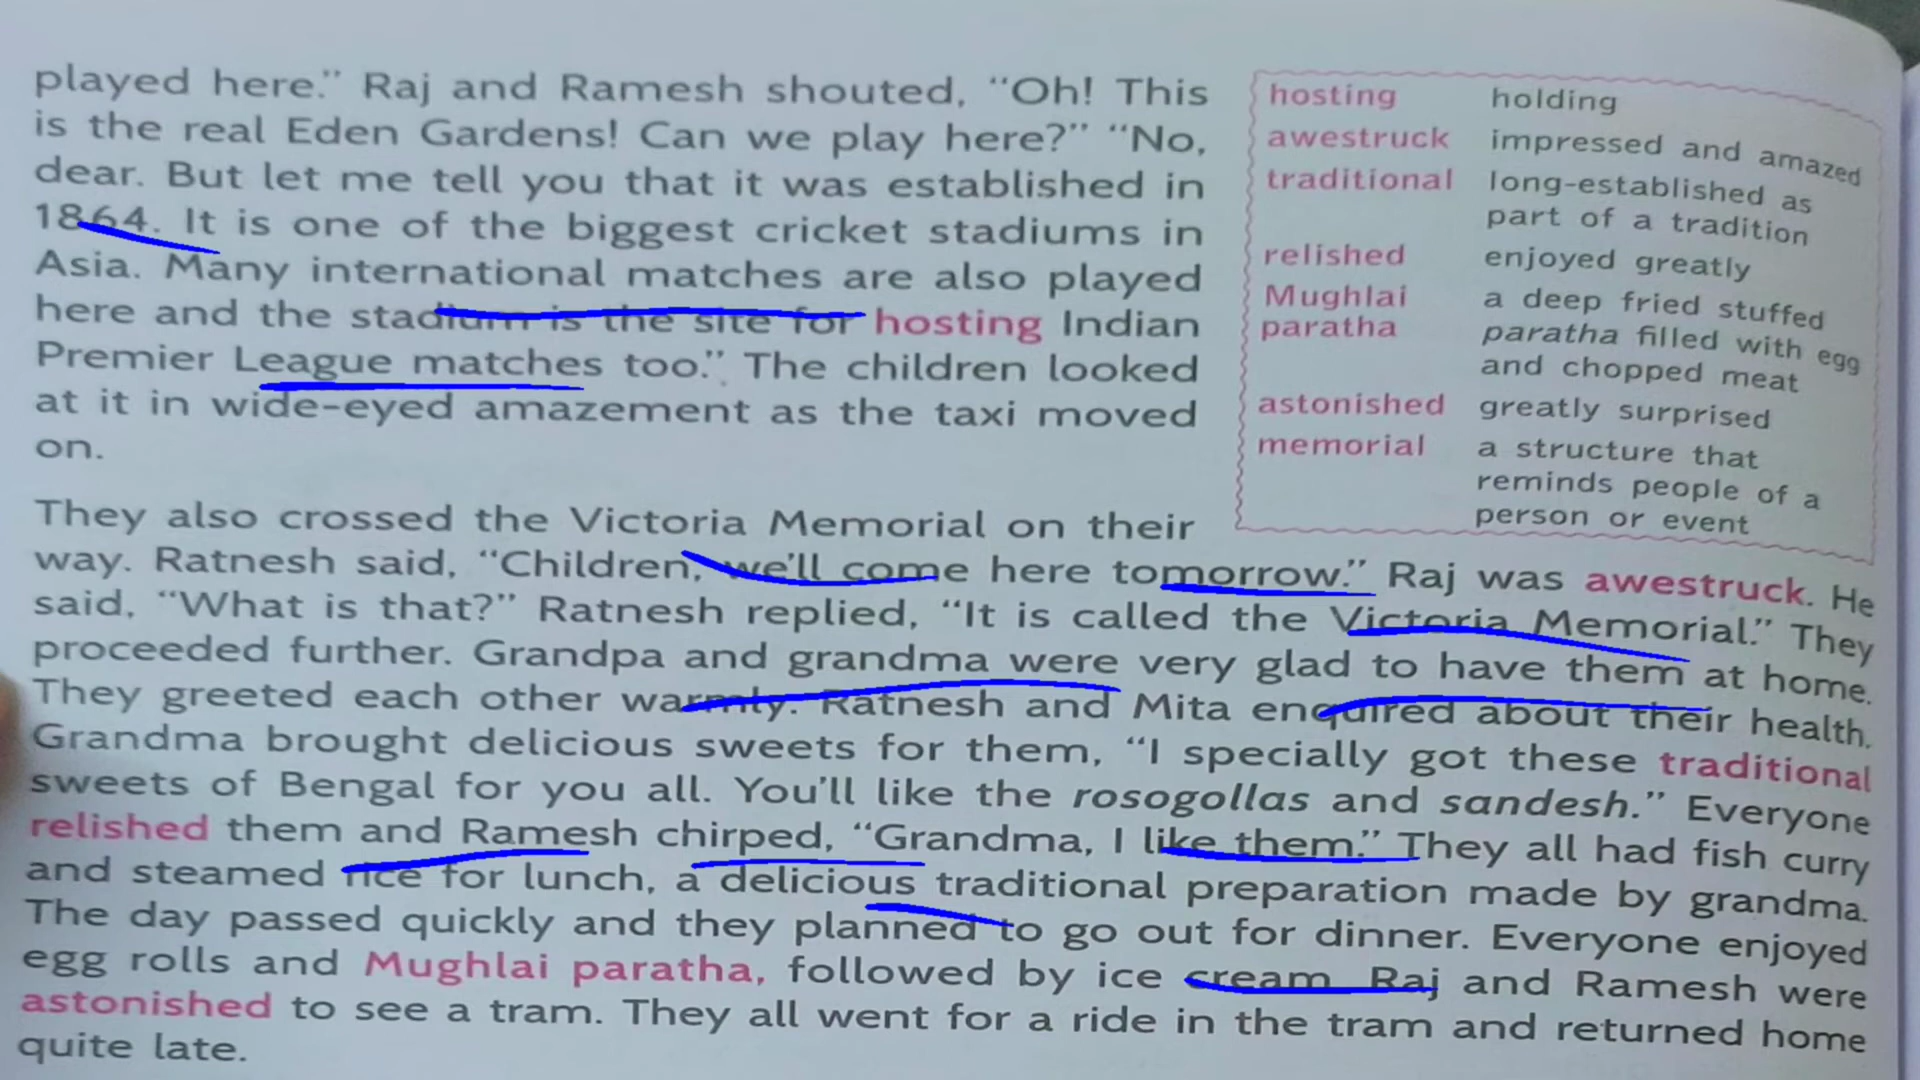 played here.” Raj and Ramesh shouted, “Oh! This
is the real Eden Gardens! Can we play here?” “No,
dear. But let me tell you that it was established in
1864. It is one of the biggest cricket stadiums in
Asia. Many international matches are also played
here and the stadium is the site for hosting Indian
Premier League matches too.” The children looked
at it in wide-eyed amazement as the taxi moved
on.
hosting holding
awestruck impressed and amazed
traditional long-established as
part of a tradition
relished enjoyed greatly
Mughlai a deep fried stuffed
paratha paratha filled with egg
and chopped meat
astonished greatly surprised
memorial a structure that
reminds people of a
person or event
They also crossed the Victoria Memorial on their
way. Ratnesh said, “Children, we’ll come here tomorrow.” Raj was awestruck. He
said, “What is that?” Ratnesh replied, “It is called the Victoria Memorial.” They
proceeded further. Grandpa and grandma were very glad to have them at home.
They greeted each other warmly. Ratnesh and Mita enquired about their health.
Grandma brought delicious sweets for them, “I specially got these traditional
sweets of Bengal for you all. You’ll like the rosogollas and sandesh.” Everyone
relished them and Ramesh chirped, “Grandma, I like them.” They all had fish curry
and steamed rice for lunch, a delicious traditional preparation made by grandma.
The day passed quickly and they planned to go out for dinner. Everyone enjoyed
egg rolls and Mughlai paratha, followed by ice cream. Raj and Ramesh were
astonished to see a tram. They all went for a ride in the tram and returned home
quite late.